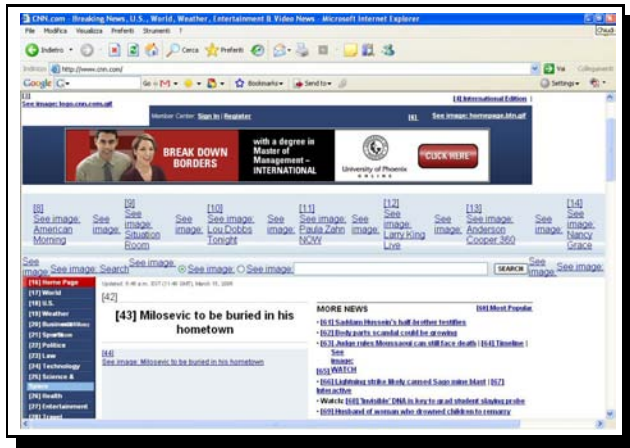 CNN.com - Breaking News, U.S., World, Weather, Entertainment & Video News - Microsoft Internet Explorer
File Modifica Visualizza Preferiti Strumenti ?
Chiudi
Indietro
Cerca Preferiti
Indirizzo http://www.cnn.com/ Vai Collegamenti
Google G Go Bookmarks Send to Settings
[3]
See image: logo.cnn.com.gif
[4] International Edition |
Member Center: Sign In | Register
See image: homepage.btn.gif
BREAK DOWN
BORDERS
with a degree in
Master of
Management –
INTERNATIONAL
University of Phoenix
ONLINE
CLICK HERE
[8]
See image:
American
Morning
See
image:
[9]
See
image:
Situation
Room
See
image:
[10]
See image:
Lou Dobbs
Tonight
See
image:
[11]
See image:
Paula Zahn
NOW
See
image:
[12]
See
image:
Larry King
Live
See
image:
[13]
See image:
Anderson
Cooper 360
See
image:
[14]
See
image:
Nancy
Grace
See
image: See image: Search See image: See image: See image: SEARCH See
image: See image:
[16] Home Page
[17] World
[18] U.S.
[19] Weather
[20] Business
[21] Sports
[22] Politics
[23] Law
[24] Technology
[25] Science &
Space
[26] Health
[27] Entertainment
[28] Travel
March 15, 2006
[42]
[43] Milosevic to be buried in his
hometown
[44]
See image: Milosevic to be buried in his hometown
MORE NEWS
Most Popular
• [61] Saddam Hussein's half brother testifies
• [62] Body parts scandal could be growing
• [63] Judge rules Moussaoui can still face death | [64] Timeline |
See
image:
[65] WATCH
• [66] Lightning strike likely caused Sago mine blast | [67]
Interactive
• Watch: [68] 'Invisible' DNA is key to grad student slaying probe
• [69] Husband of woman who drowned children to remarry